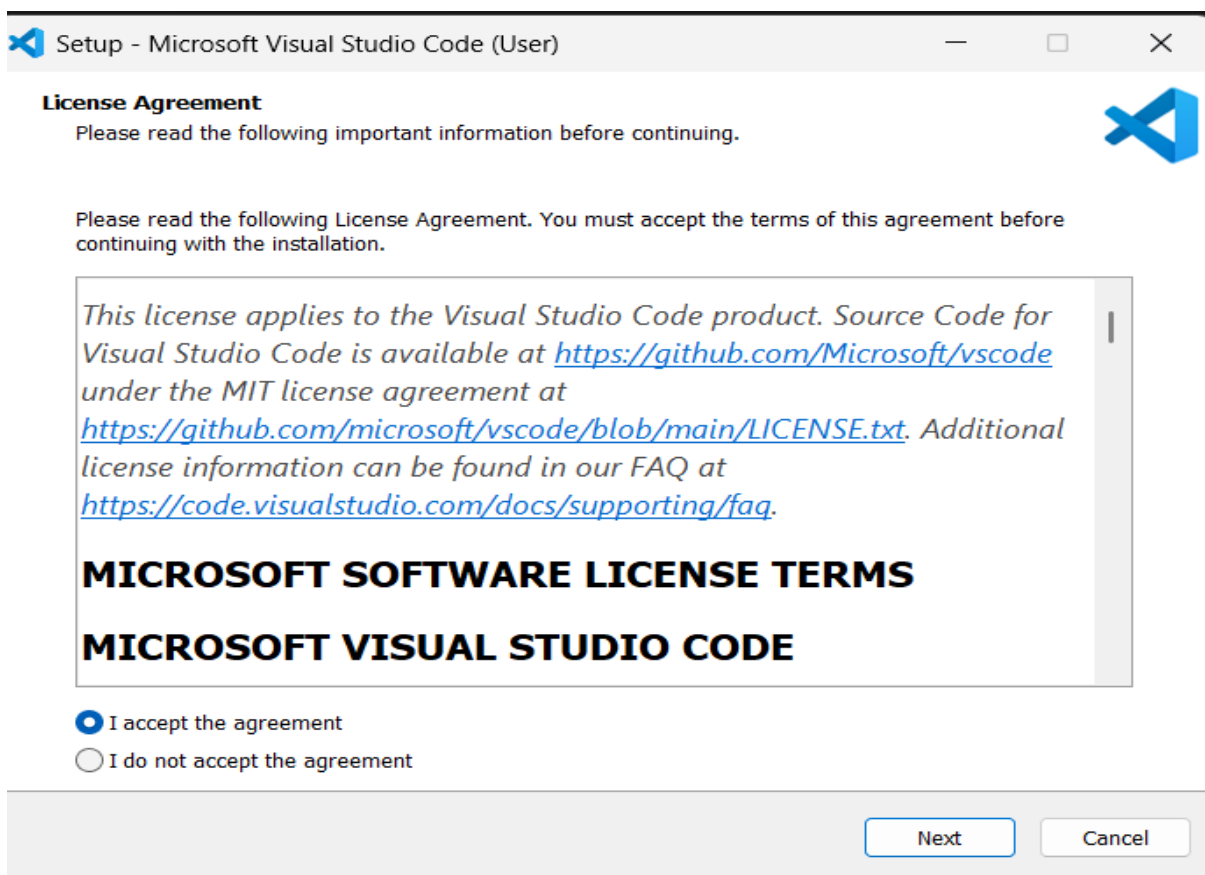 Setup - Microsoft Visual Studio Code (User)
License Agreement
Please read the following important information before continuing.
Please read the following License Agreement. You must accept the terms of this agreement before
continuing with the installation.
This license applies to the Visual Studio Code product. Source Code for
Visual Studio Code is available at https://github.com/Microsoft/vscode
under the MIT license agreement at
https://github.com/microsoft/vscode/blob/main/LICENSE.txt. Additional
license information can be found in our FAQ at
https://code.visualstudio.com/docs/supporting/faq.
MICROSOFT SOFTWARE LICENSE TERMS
MICROSOFT VISUAL STUDIO CODE
I accept the agreement
I do not accept the agreement
Next Cancel